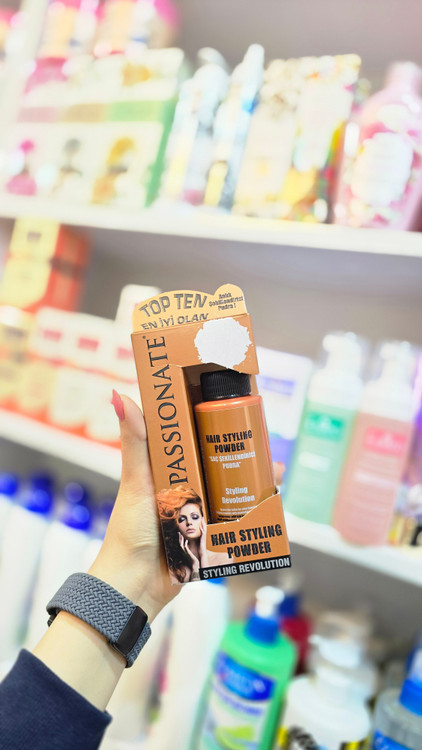 TOP TEN
EN İYİ OLAN
PASSIONATE
HAIR STYLING
POWDER
Styling
Revolution
HAIR STYLING
POWDER
STYLING REVOLUTION